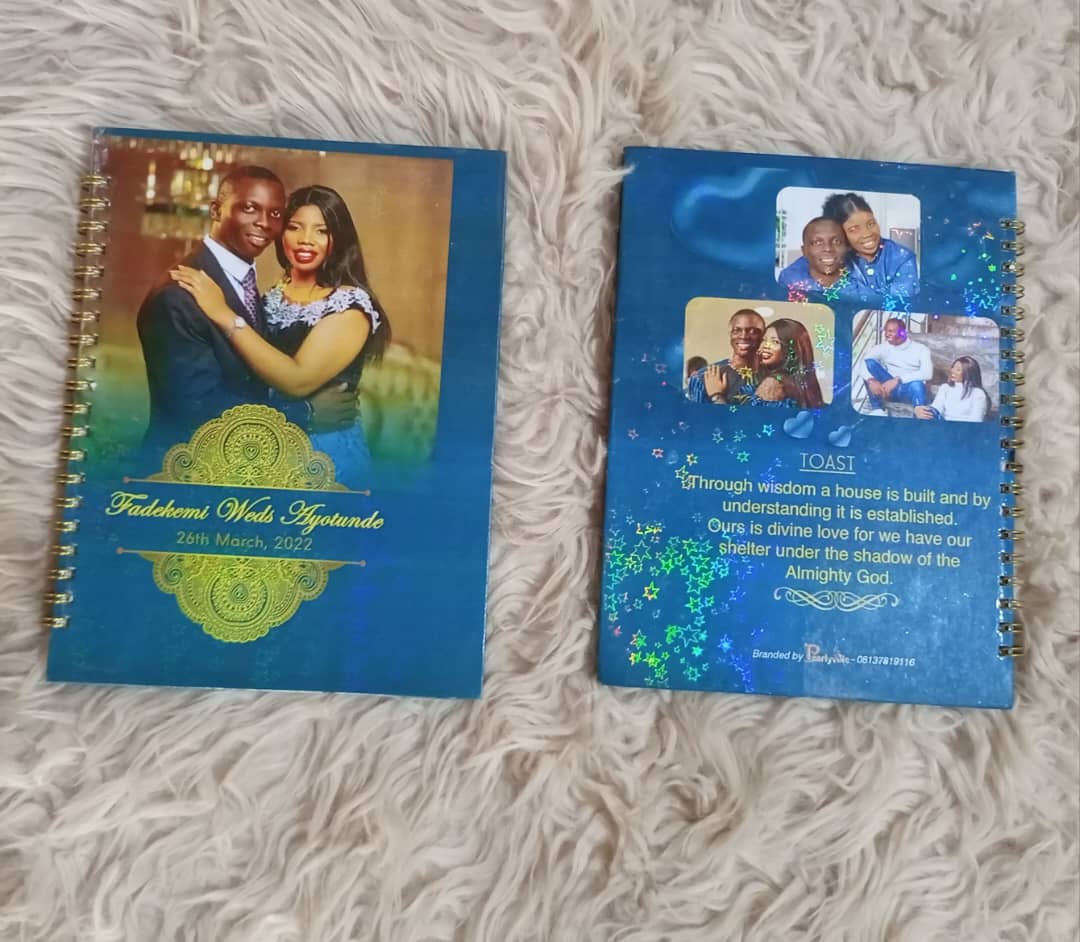 Fadekemi Weds Ayotunde
26th March, 2022
TOAST
Through wisdom a house is built and by
understanding it is established.
Ours is divine love for we have our
shelter under the shadow of the
Almighty God.
Branded by - 08137819116